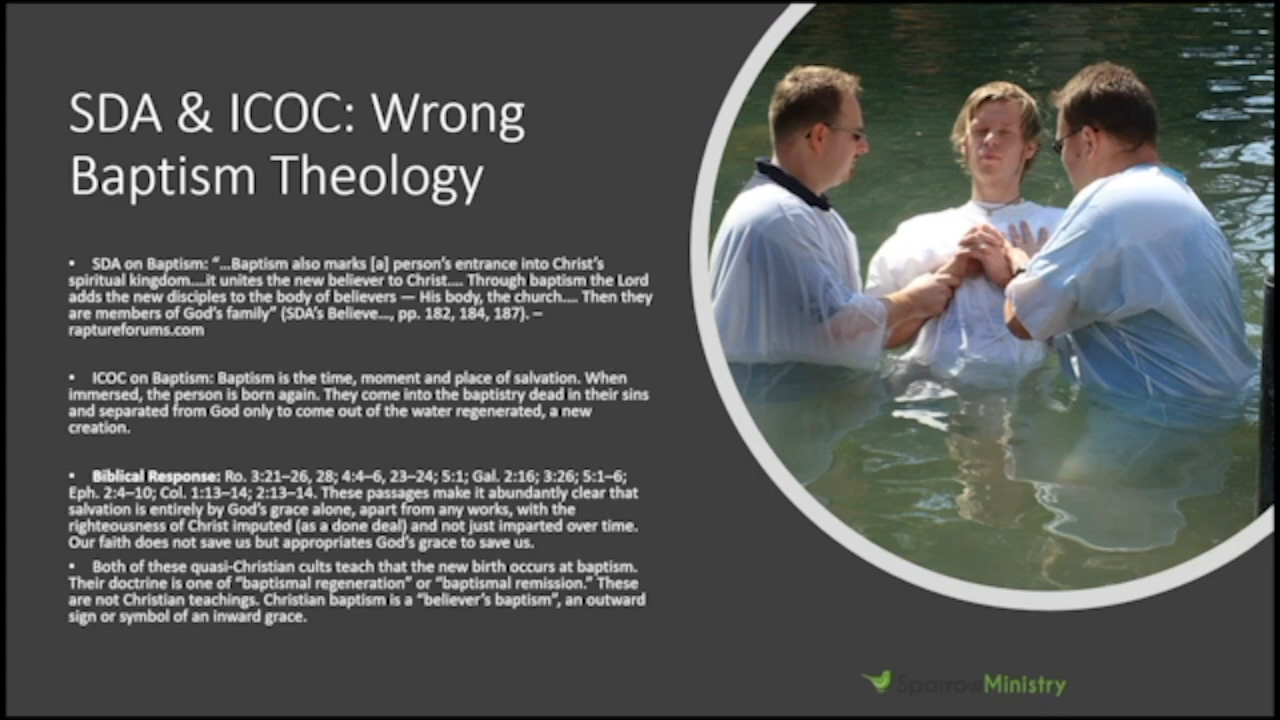 SDA & ICOC: Wrong
Baptism Theology
• SDA on Baptism: “...Baptism also marks [a] person’s entrance into Christ’s
spiritual kingdom....it unites the new believer to Christ.... Through baptism the Lord
adds the new disciples to the body of believers — His body, the church.... Then they
are members of God’s family” (SDA’s Believe..., pp. 182, 184, 187). –
raptureforums.com
• ICOC on Baptism: Baptism is the time, moment and place of salvation. When
immersed, the person is born again. They come into the baptistry dead in their sins
and separated from God only to come out of the water regenerated, a new
creation.
• Biblical Response: Ro. 3:21–26, 28; 4:4–6, 23–24; 5:1; Gal. 2:16; 3:26; 5:1–6;
Eph. 2:4–10; Col. 1:13–14; 2:13–14. These passages make it abundantly clear that
salvation is entirely by God’s grace alone, apart from any works, with the
righteousness of Christ imputed (as a done deal) and not just imparted over time.
Our faith does not save us but appropriates God’s grace to save us.
• Both of these quasi-Christian cults teach that the new birth occurs at baptism.
Their doctrine is one of “baptismal regeneration” or “baptismal remission.” These
are not Christian teachings. Christian baptism is a “believer’s baptism”, an outward
sign or symbol of an inward grace.
SparrowMinistry